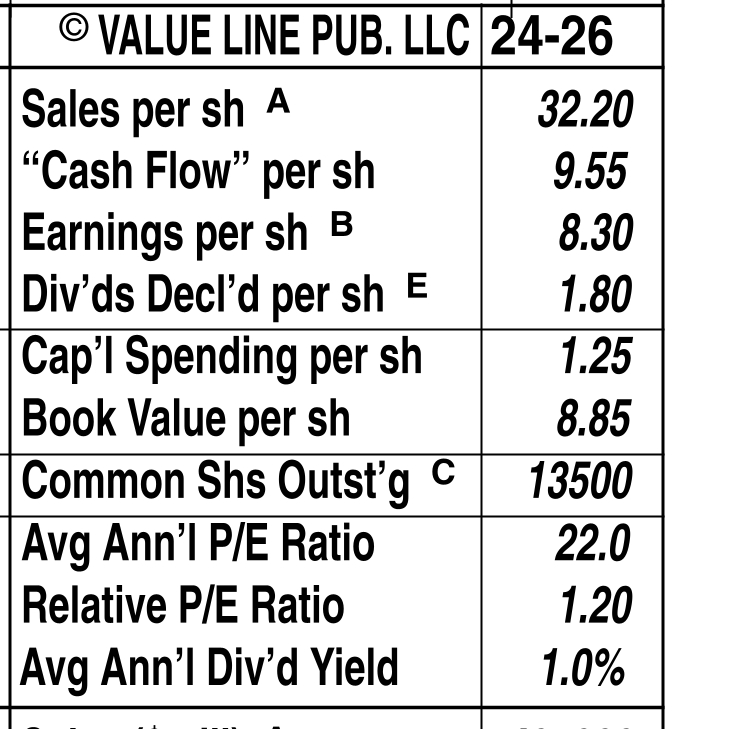 © VALUE LINE PUB. LLC 24-26
Sales per sh A 32.20
“Cash Flow” per sh 9.55
Earnings per sh B 8.30
Div’ds Decl’d per sh E 1.80
Cap’l Spending per sh 1.25
Book Value per sh 8.85
Common Shs Outst’g C 13500
Avg Ann’l P/E Ratio 22.0
Relative P/E Ratio 1.20
Avg Ann’l Div’d Yield 1.0%